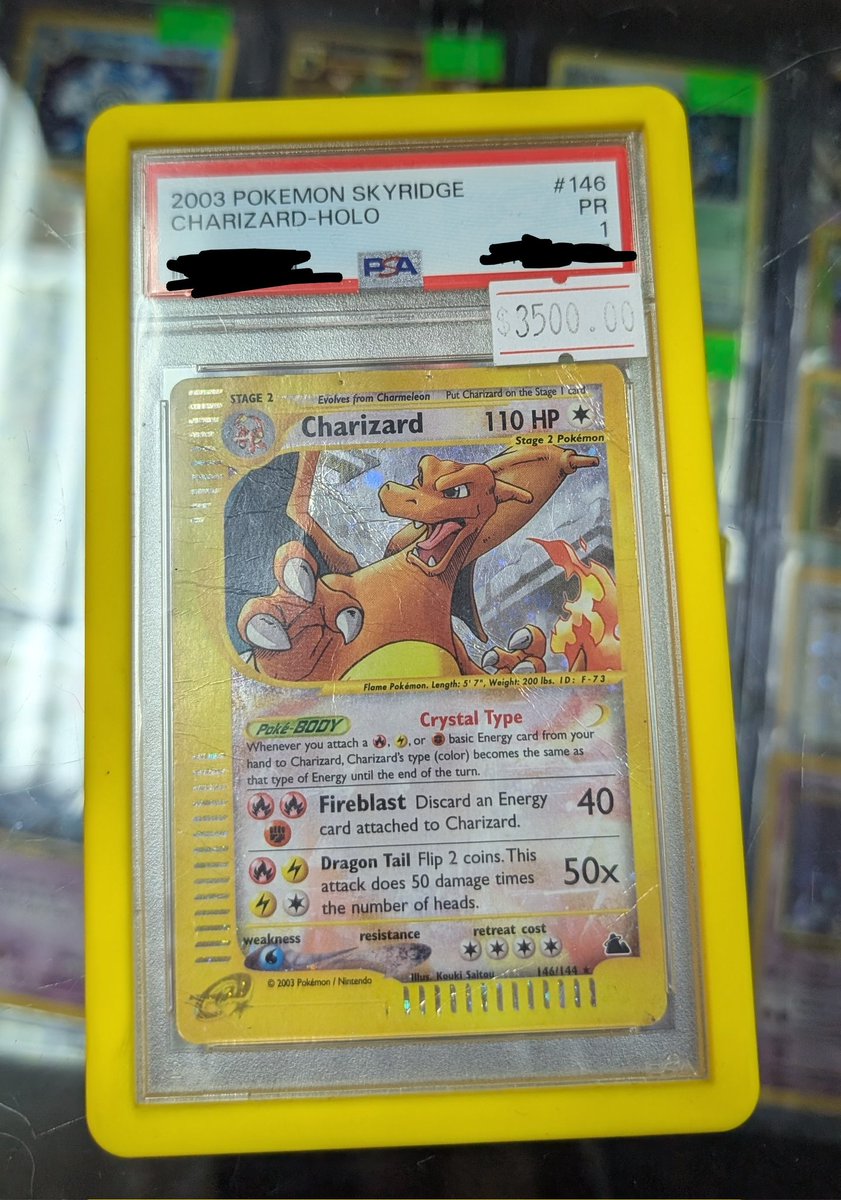 2003 POKEMON SKYRIDGE #146
CHARIZARD-HOLO PR
1
PSA
$3500.00
STAGE 2 Evolves from Charmeleon Put Charizard on the Stage 1 card
Charizard 110 HP
Stage 2 Pokémon
Flame Pokémon. Length: 5' 7", Weight: 200 lbs. ID: F-73
Poké-BODY Crystal Type
Whenever you attach a , , or basic Energy card from your
hand to Charizard, Charizard's type (color) becomes the same as
that type of Energy until the end of the turn.
Fireblast Discard an Energy 40
card attached to Charizard.
Dragon Tail Flip 2 coins. This
attack does 50 damage times 50x
the number of heads.
weakness resistance retreat cost
Illus. Kouki Saitou 146/144
© 2003 Pokémon / Nintendo